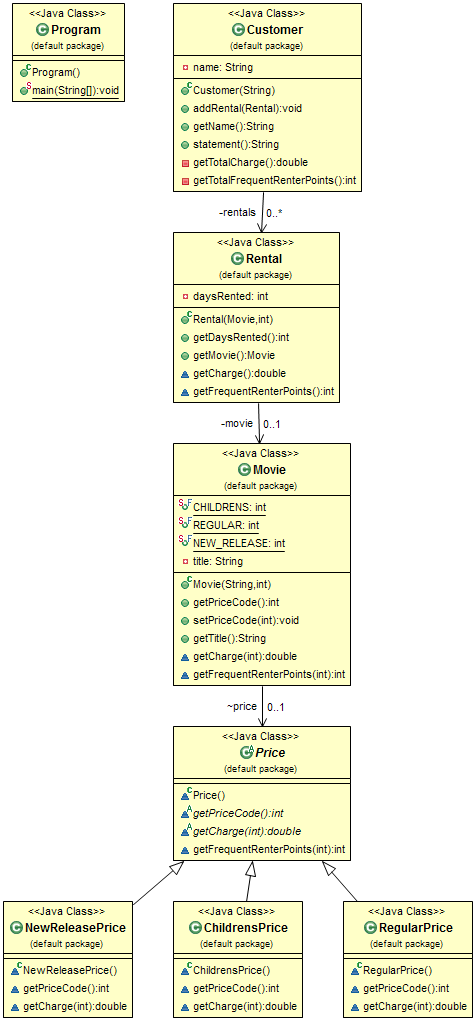 <<Java Class>>
Program
(default package)
Program()
main(String[]):void
<<Java Class>>
Customer
(default package)
name: String
Customer(String)
addRental(Rental):void
getName():String
statement():String
getTotalCharge():double
getTotalFrequentRenterPoints():int
-rentals 0..*
<<Java Class>>
Rental
(default package)
daysRented: int
Rental(Movie,int)
getDaysRented():int
getMovie():Movie
getCharge():double
getFrequentRenterPoints():int
-movie 0..1
<<Java Class>>
Movie
(default package)
CHILDRENS: int
REGULAR: int
NEW_RELEASE: int
title: String
Movie(String,int)
getPriceCode():int
setPriceCode(int):void
getTitle():String
getCharge(int):double
getFrequentRenterPoints(int):int
~price 0..1
<<Java Class>>
Price
(default package)
Price()
getPriceCode():int
getCharge(int):double
getFrequentRenterPoints(int):int
<<Java Class>>
NewReleasePrice
(default package)
NewReleasePrice()
getPriceCode():int
getCharge(int):double
<<Java Class>>
ChildrensPrice
(default package)
ChildrensPrice()
getPriceCode():int
getCharge(int):double
<<Java Class>>
RegularPrice
(default package)
RegularPrice()
getPriceCode():int
getCharge(int):double